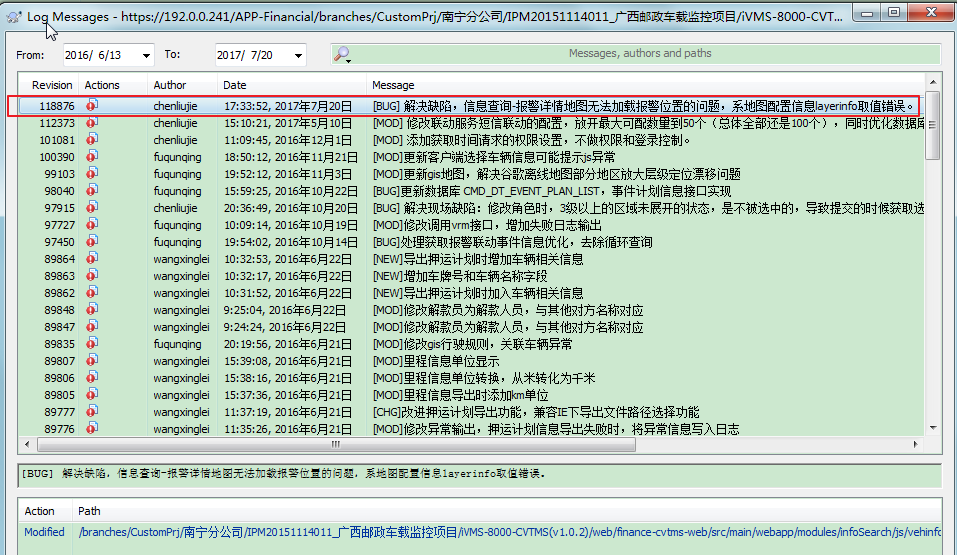 Log Messages - https://192.0.0.241/APP-Financial/branches/CustomPrj/南宁分公司/IPM20151114011_广西邮政车载监控项目/iVMS-8000-CVT...
From: 2016/ 6/13 To: 2017/ 7/20 Messages, authors and paths
Revision Actions Author Date Message
118876 chenliujie 17:33:52, 2017年7月20日 [BUG] 解决缺陷，信息查询-报警详情地图无法加载报警位置的问题，系地图配置信息layerinfo取值错误。
112373 chenliujie 15:10:21, 2017年5月10日 [MOD] 修改联动服务短信联动的配置，放开最大可配数量到50个（总体全部还是100个），同时优化数据库
101081 chenliujie 11:09:45, 2016年12月1日 [MOD] 添加获取时间请求的权限设置，不做权限和登录控制。
100390 fuqunqing 18:50:12, 2016年11月21日 [MOD]更新客户端选择车辆信息可能提示js异常
99103 fuqunqing 19:52:12, 2016年11月3日 [MOD]更新gis地图，解决谷歌离线地图部分地区放大层级定位漂移问题
98040 fuqunqing 15:59:25, 2016年10月22日 [BUG]更新数据库 CMD_DT_EVENT_PLAN_LIST，事件计划信息接口实现
97915 chenliujie 20:36:49, 2016年10月20日 [BUG] 解决现场缺陷：修改角色时，3级以上的区域未展开的状态，是不被选中的，导致提交的时候获取选
97727 fuqunqing 10:09:14, 2016年10月19日 [MOD]修改调用vrm接口，增加失败日志输出
97450 fuqunqing 19:54:02, 2016年10月14日 [BUG]处理获取报警联动事件信息优化，去除循环查询
89864 wangxinglei 10:32:53, 2016年6月22日 [NEW]导出押运计划时增加车辆相关信息
89863 wangxinglei 10:32:17, 2016年6月22日 [NEW]增加车牌号和车辆名称字段
89862 wangxinglei 10:31:52, 2016年6月22日 [NEW]导出押运计划时加入车辆相关信息
89848 wangxinglei 9:25:04, 2016年6月22日 [MOD]修改解款员为解款人员，与其他对方名称对应
89847 wangxinglei 9:24:24, 2016年6月22日 [MOD]修改解款员为解款人员，与其他对方名称对应
89835 fuqunqing 20:19:56, 2016年6月21日 [MOD]修改gis行驶规则，关联车辆异常
89807 wangxinglei 15:39:08, 2016年6月21日 [MOD]里程信息单位显示
89806 wangxinglei 15:38:16, 2016年6月21日 [MOD]里程信息单位转换，从米转化为千米
89805 wangxinglei 15:37:36, 2016年6月21日 [MOD]里程信息导出时添加km单位
89777 wangxinglei 11:37:19, 2016年6月21日 [CHG]改进押运计划导出功能，兼容IE下导出文件路径选择功能
89776 wangxinglei 11:35:26, 2016年6月21日 [MOD]修改异常输出，押运计划信息导出失败时，将异常信息写入日志
[BUG] 解决缺陷，信息查询-报警详情地图无法加载报警位置的问题，系地图配置信息layerinfo取值错误。
Action Path
Modified /branches/CustomPrj/南宁分公司/IPM20151114011_广西邮政车载监控项目/iVMS-8000-CVTMS(v1.0.2)/web/finance-cvtms-web/src/main/webapp/modules/infoSearch/js/vehinfo